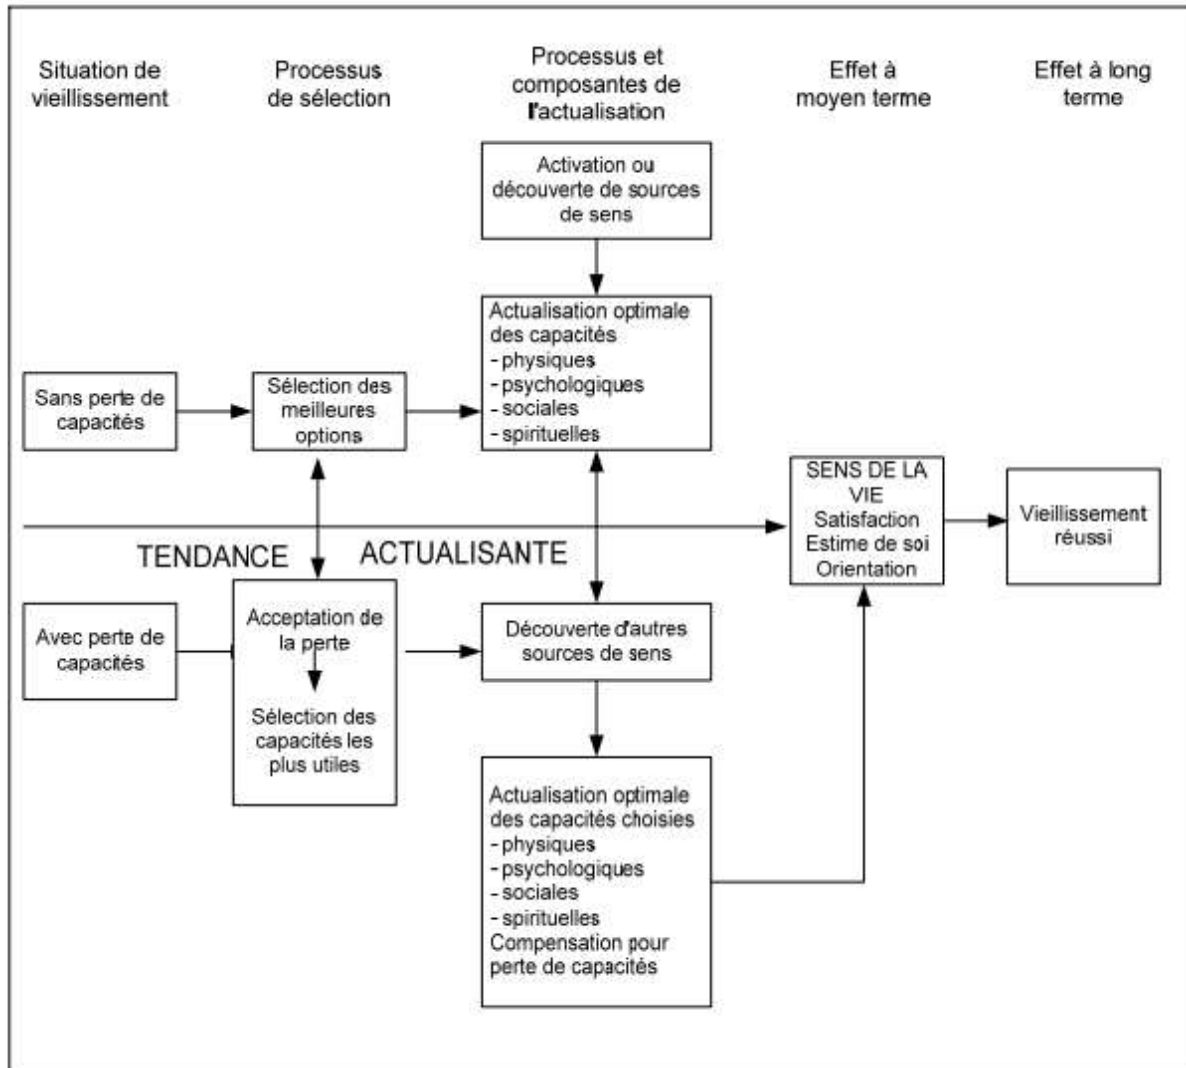 Situation de
vieillissement
Processus
de sélection
Processus et
composantes de
l'actualisation
Effet à
moyen terme
Effet à long
terme
Activation ou
découverte de sources
de sens
Actualisation optimale
des capacités
- physiques
- psychologiques
- sociales
- spirituelles
Sans perte de
capacités
Sélection des
meilleures
options
SENS DE LA
VIE
Satisfaction
Estime de soi
Orientation
Vieillissement
réussi
TENDANCE ACTUALISANTE
Avec perte de
capacités
Acceptation de
la perte
Sélection des
capacités les
plus utiles
Découverte d'autres
sources de sens
Actualisation optimale
des capacités choisies
- physiques
- psychologiques
- sociales
- spirituelles
Compensation pour
perte de capacités